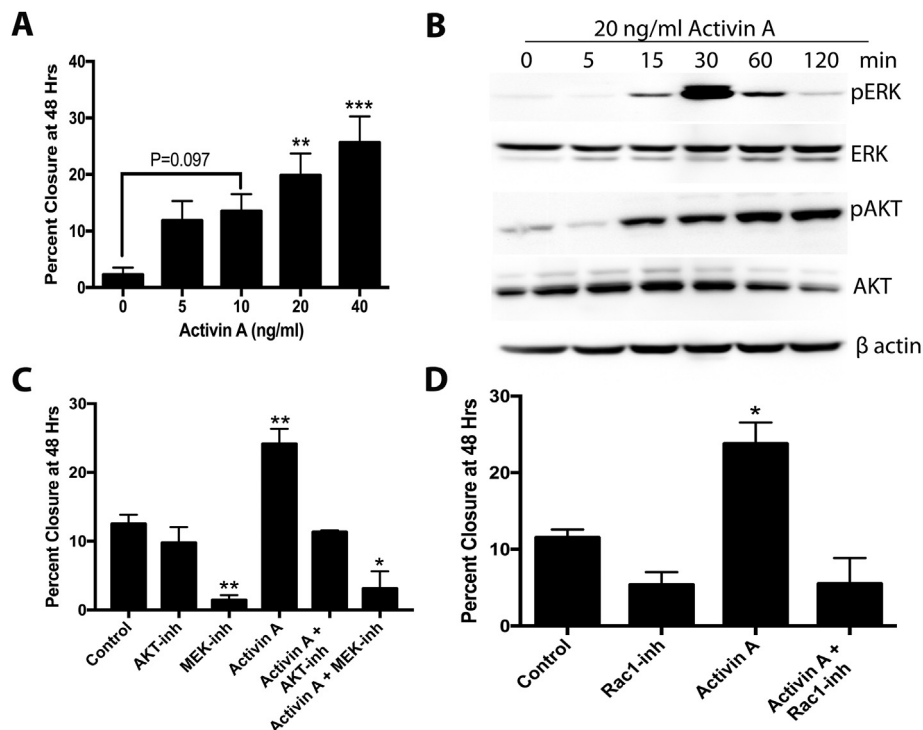 A
Percent Closure at 48 Hrs
40
30
20
10
0
P=0.097
**
***
0 5 10 20 40
Activin A (ng/ml)
B
20 ng/ml Activin A
0 5 15 30 60 120 min
pERK
ERK
pAKT
AKT
β actin
C
Percent Closure at 48 Hrs
30
20
10
0
**
**
*
Control
AKT-inh
MEK-inh
Activin A
Activin A +
AKT-inh
Activin A + MEK-inh
D
Percent Closure at 48 Hrs
30
20
10
0
*
Control
Rac1-inh
Activin A
Activin A +
Rac1-inh